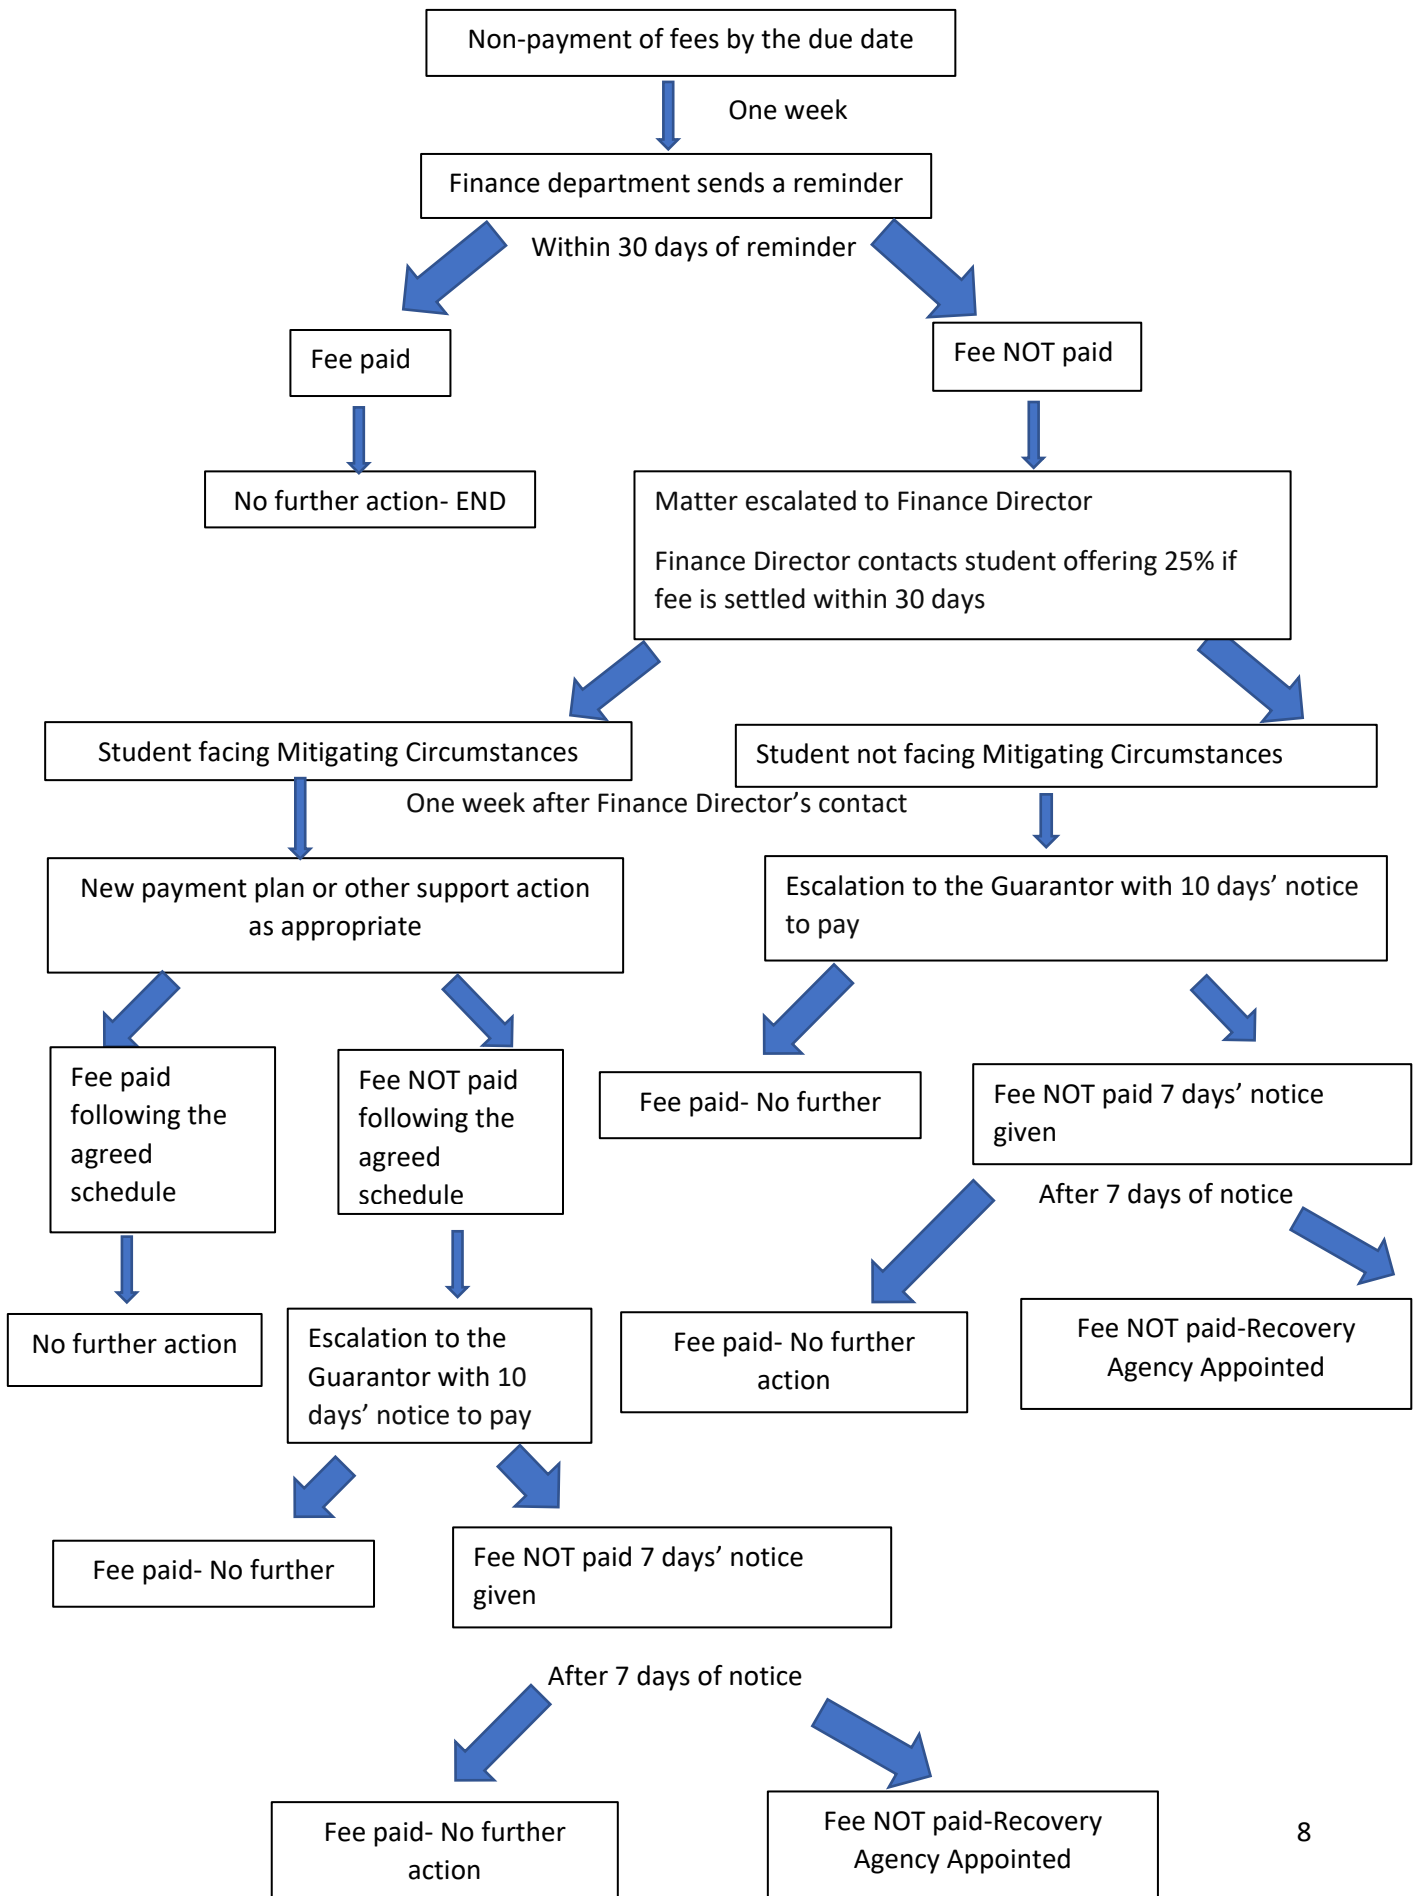 Non-payment of fees by the due date
One week
Finance department sends a reminder
Within 30 days of reminder
Fee paid
Fee NOT paid
No further action- END
Matter escalated to Finance Director
Finance Director contacts student offering 25% if
fee is settled within 30 days
Student facing Mitigating Circumstances
Student not facing Mitigating Circumstances
One week after Finance Director’s contact
New payment plan or other support action
as appropriate
Escalation to the Guarantor with 10 days’ notice
to pay
Fee paid
following the
agreed
schedule
Fee NOT paid
following the
agreed
schedule
Fee paid- No further
Fee NOT paid 7 days’ notice
given
After 7 days of notice
No further action
Escalation to the
Guarantor with 10
days’ notice to pay
Fee paid- No further
action
Fee NOT paid-Recovery
Agency Appointed
Fee paid- No further
Fee NOT paid 7 days’ notice
given
After 7 days of notice
Fee paid- No further
action
Fee NOT paid-Recovery
Agency Appointed
8